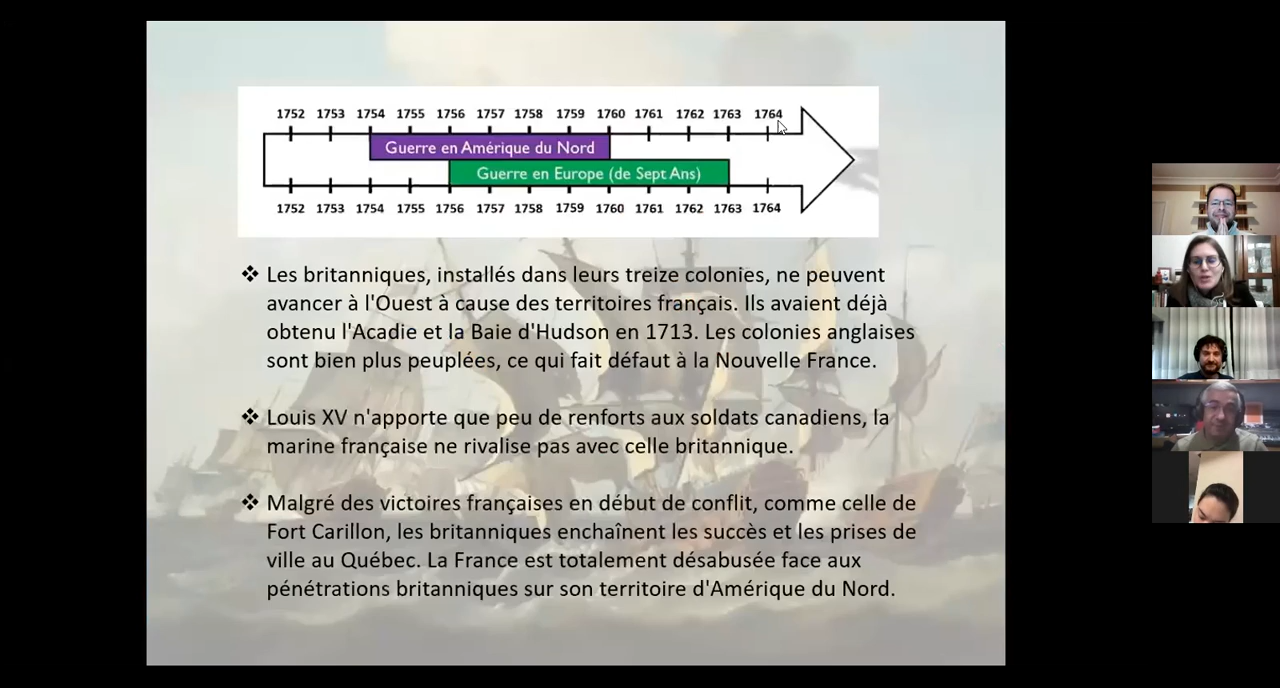 1752 1753 1754 1755 1756 1757 1758 1759 1760 1761 1762 1763 1764
Guerre en Amérique du Nord
Guerre en Europe (de Sept Ans)
1752 1753 1754 1755 1756 1757 1758 1759 1760 1761 1762 1763 1764
❖ Les britanniques, installés dans leurs treize colonies, ne peuvent
avancer à l'Ouest à cause des territoires français. Ils avaient déjà
obtenu l'Acadie et la Baie d'Hudson en 1713. Les colonies anglaises
sont bien plus peuplées, ce qui fait défaut à la Nouvelle France.
❖ Louis XV n'apporte que peu de renforts aux soldats canadiens, la
marine française ne rivalise pas avec celle britannique.
❖ Malgré des victoires françaises en début de conflit, comme celle de
Fort Carillon, les britanniques enchaînent les succès et les prises de
ville au Québec. La France est totalement désabusée face aux
pénétrations britanniques sur son territoire d'Amérique du Nord.